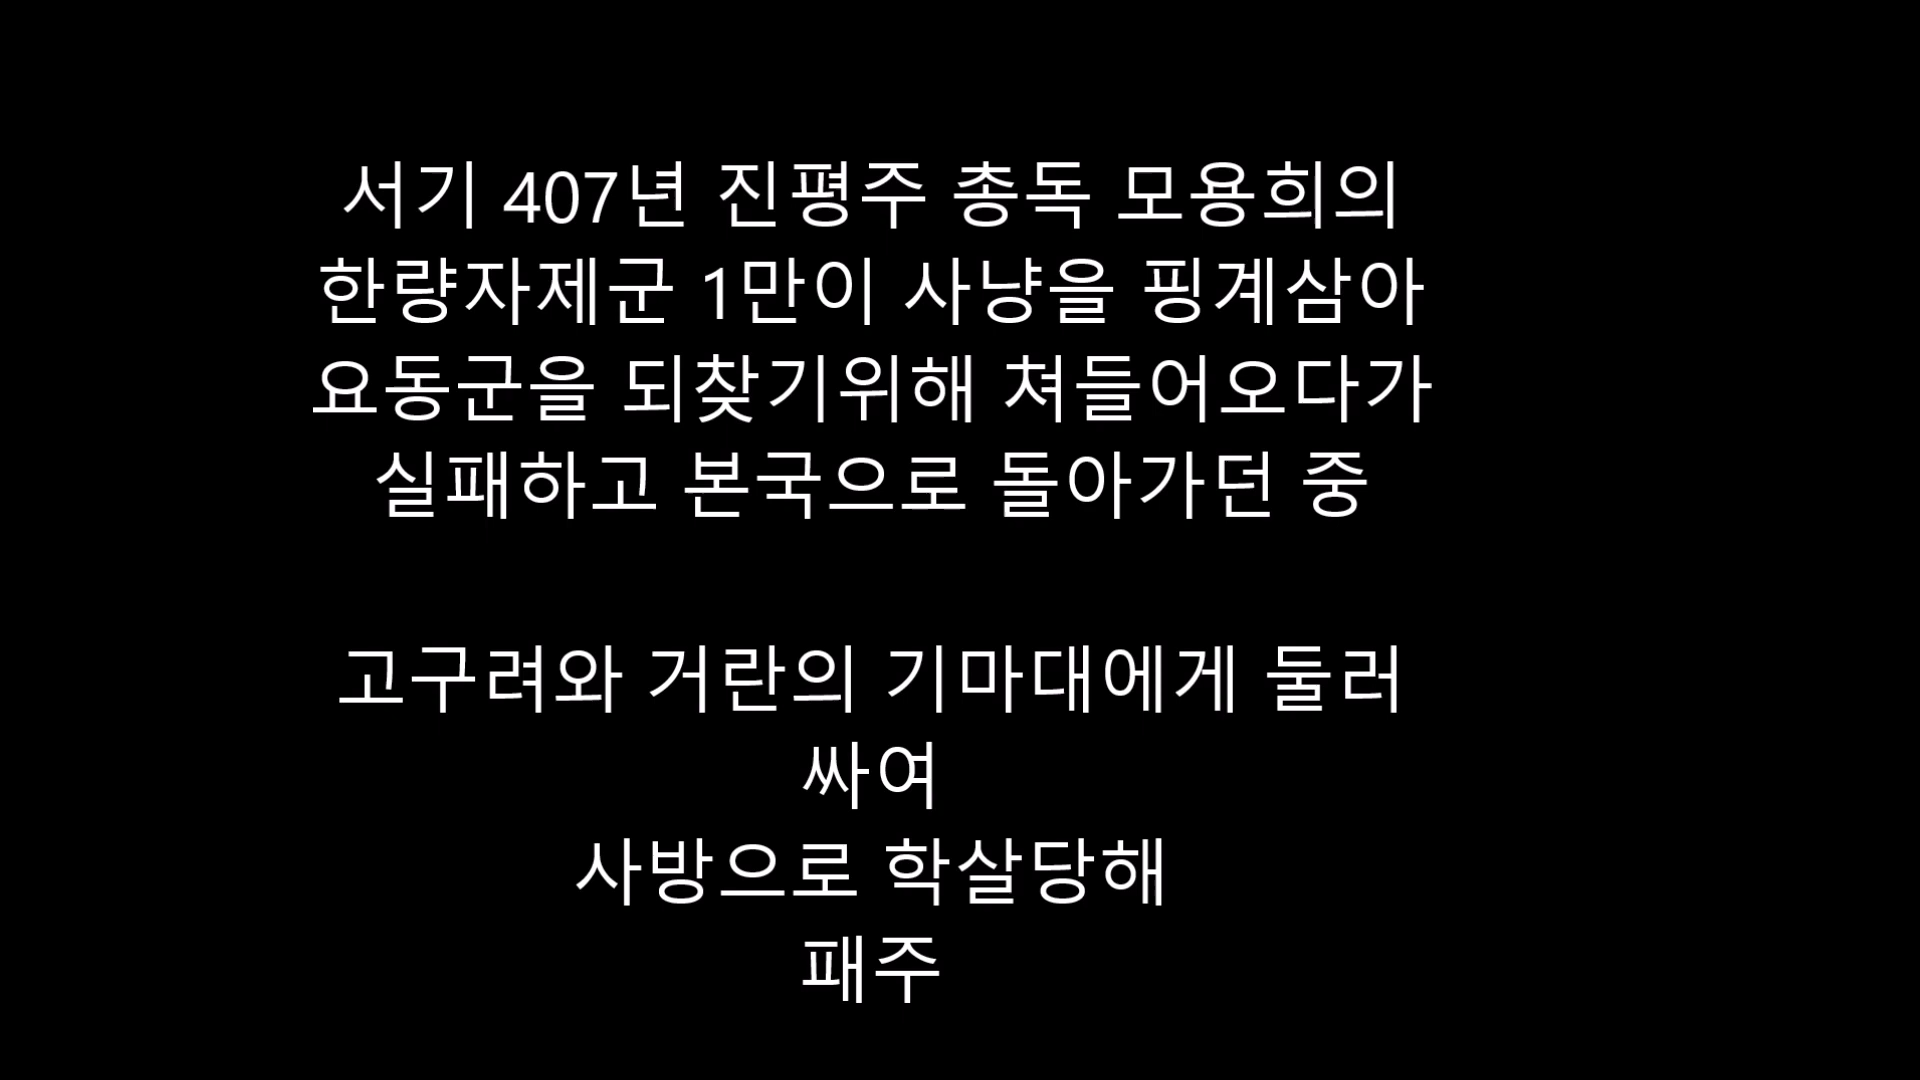 서기 407년 진평주 총독 모용희의
한량자제군 1만이 사냥을 핑계삼아
요동군을 되찾기위해 쳐들어오다가
실패하고 본국으로 돌아가던 중
고구려와 거란의 기마대에게 둘러
싸여
사방으로 학살당해
패주